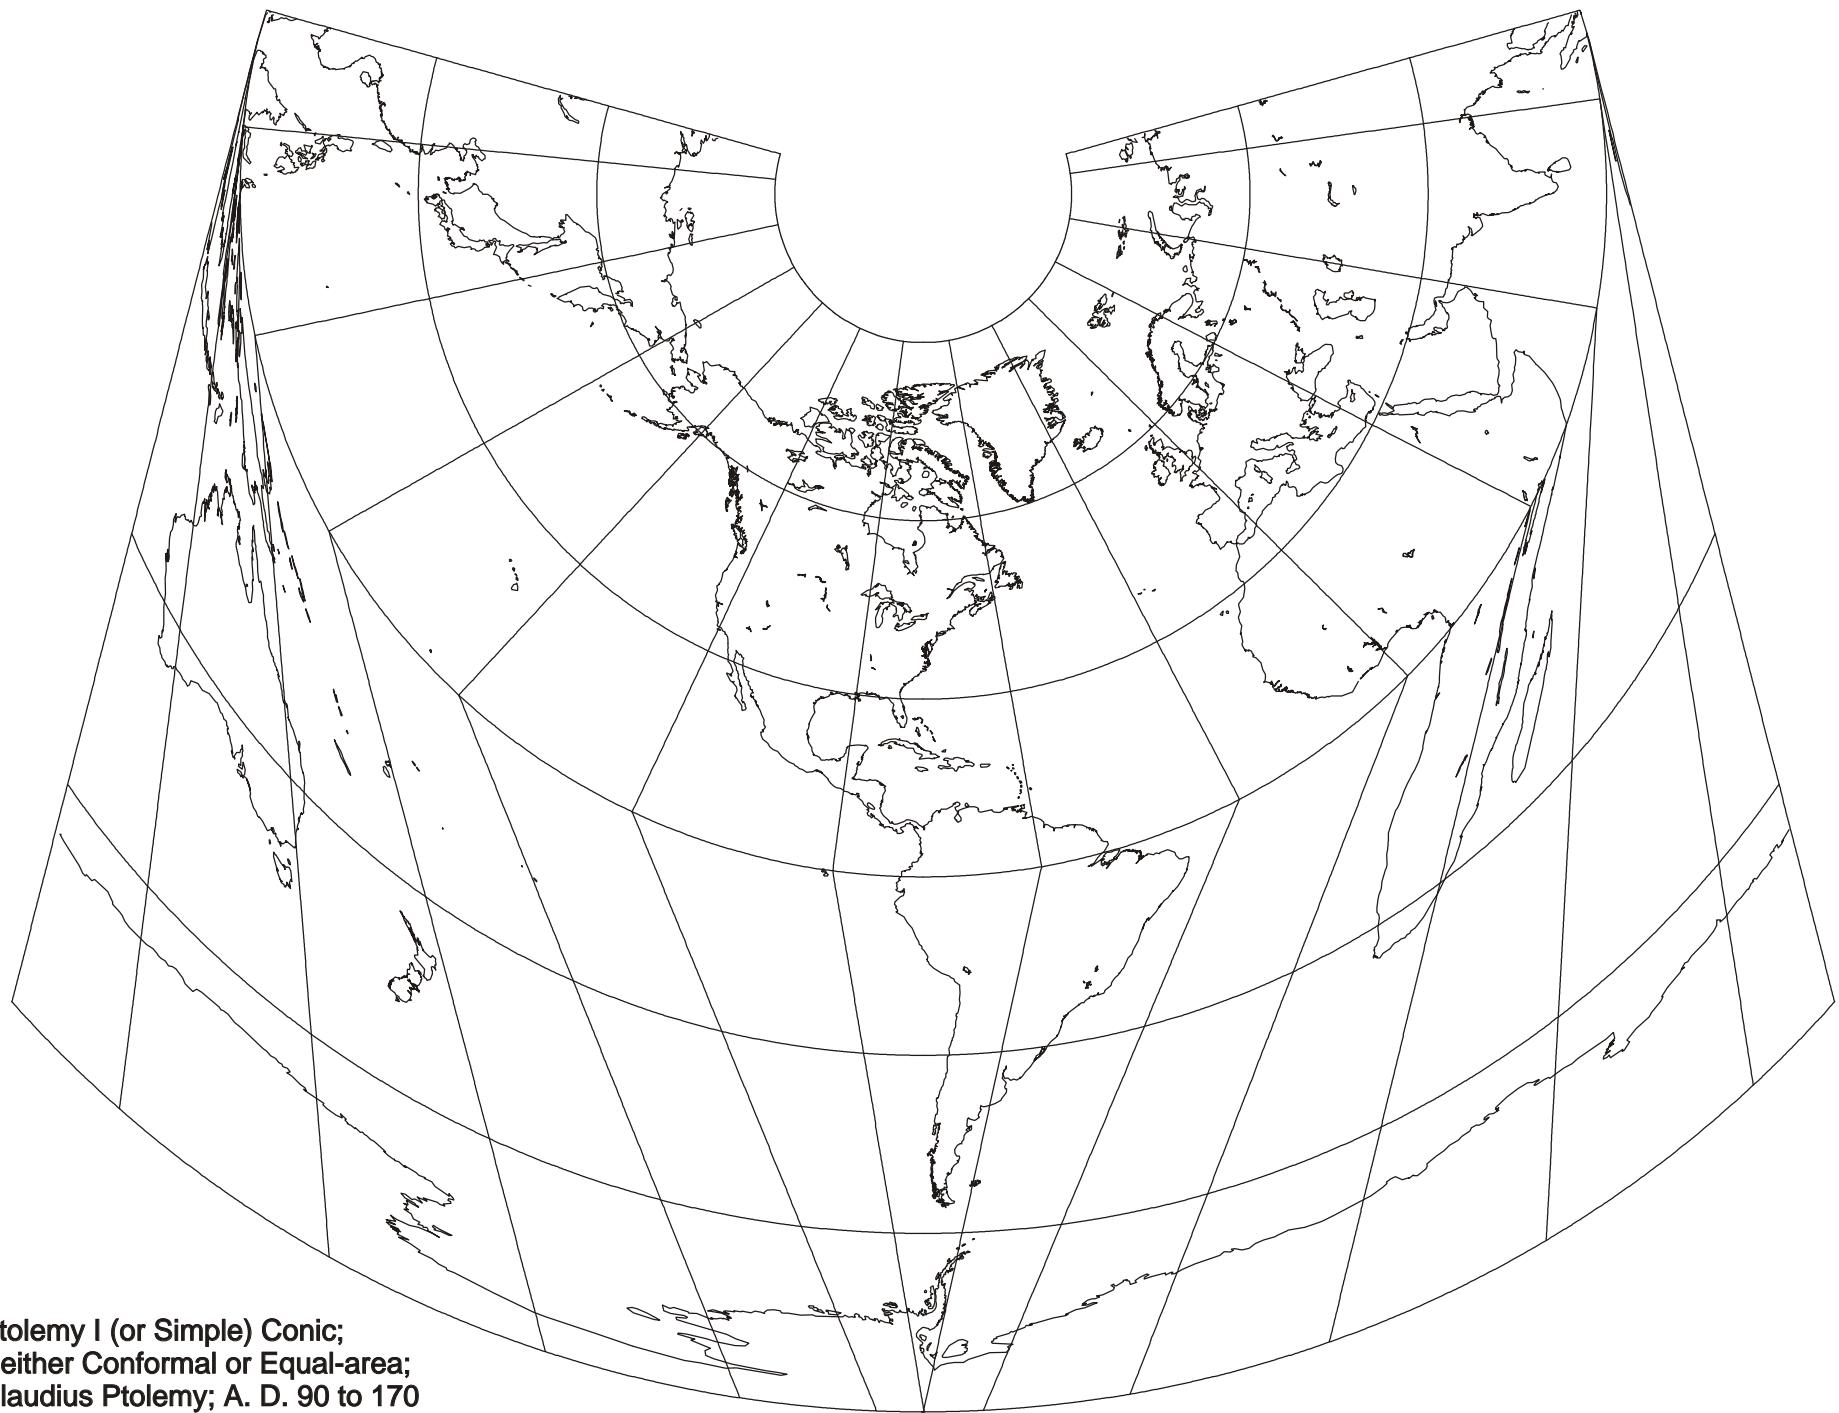 tolemy I (or Simple) Conic;
either Conformal or Equal-area;
laudius Ptolemy; A. D. 90 to 170